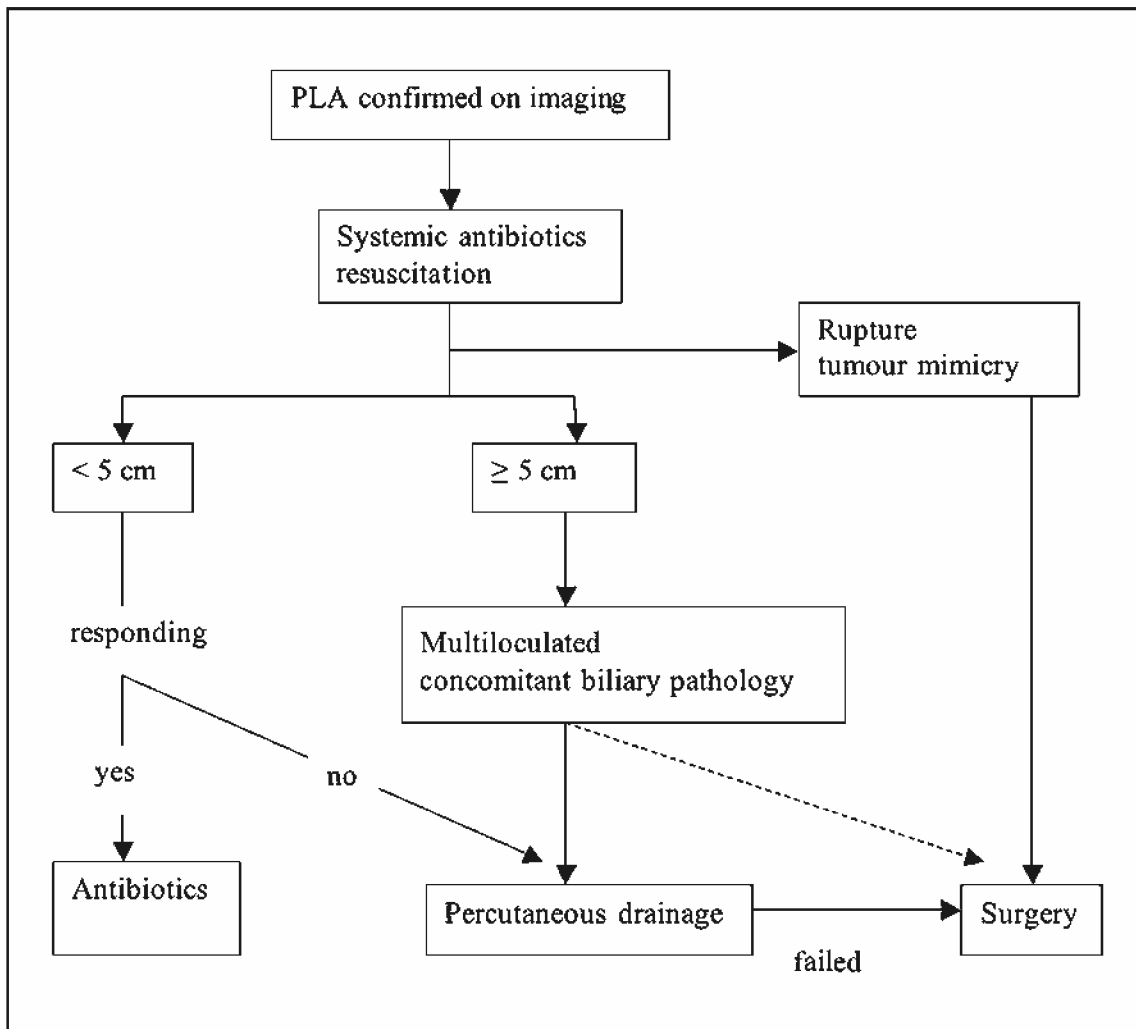 PLA confirmed on imaging
Systemic antibiotics
resuscitation
Rupture
tumour mimicry
< 5 cm
≥ 5 cm
responding
Multiloculated
concomitant biliary pathology
yes
no
Antibiotics
Percutaneous drainage
Surgery
failed